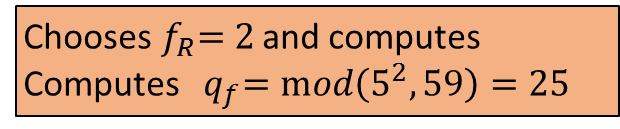 Chooses f_R = 2 and computes
Computes q_f = mod(5², 59) = 25